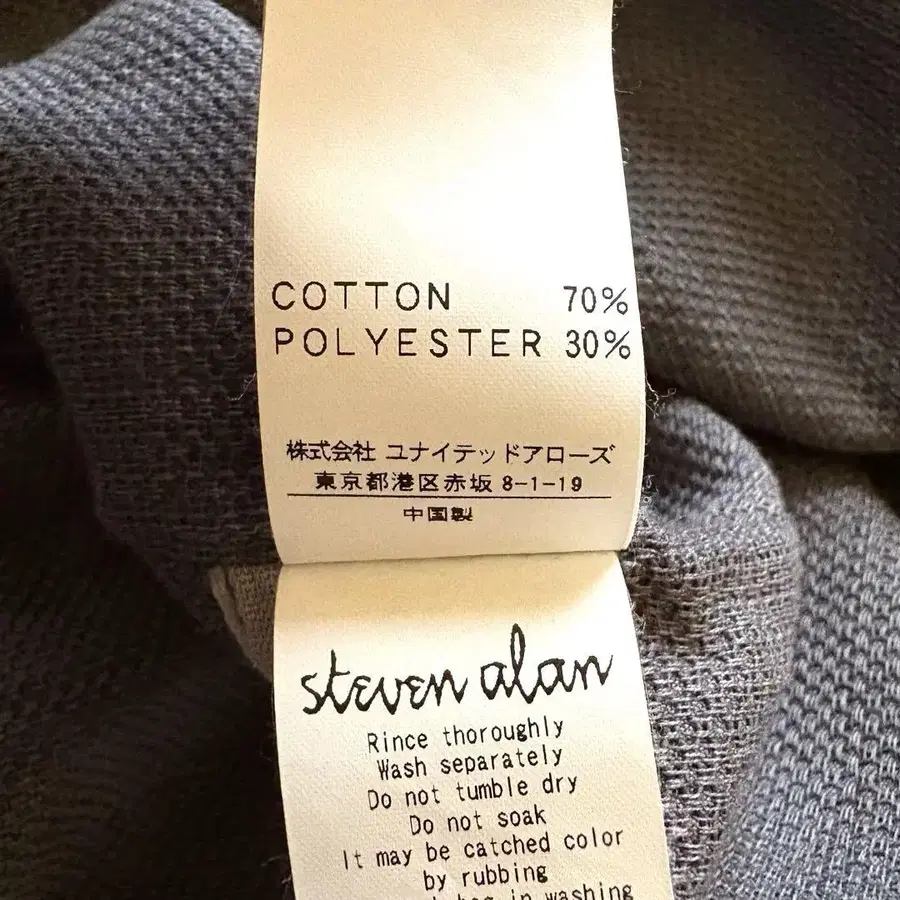 COTTON 70%
POLYESTER 30%
株式会社 ユナイテッドアローズ
東京都港区赤坂 8-1-19
中国製
steven alan
Rince thoroughly
Wash separately
Do not tumble dry
Do not soak
It may be catched color
by rubbing
in washing